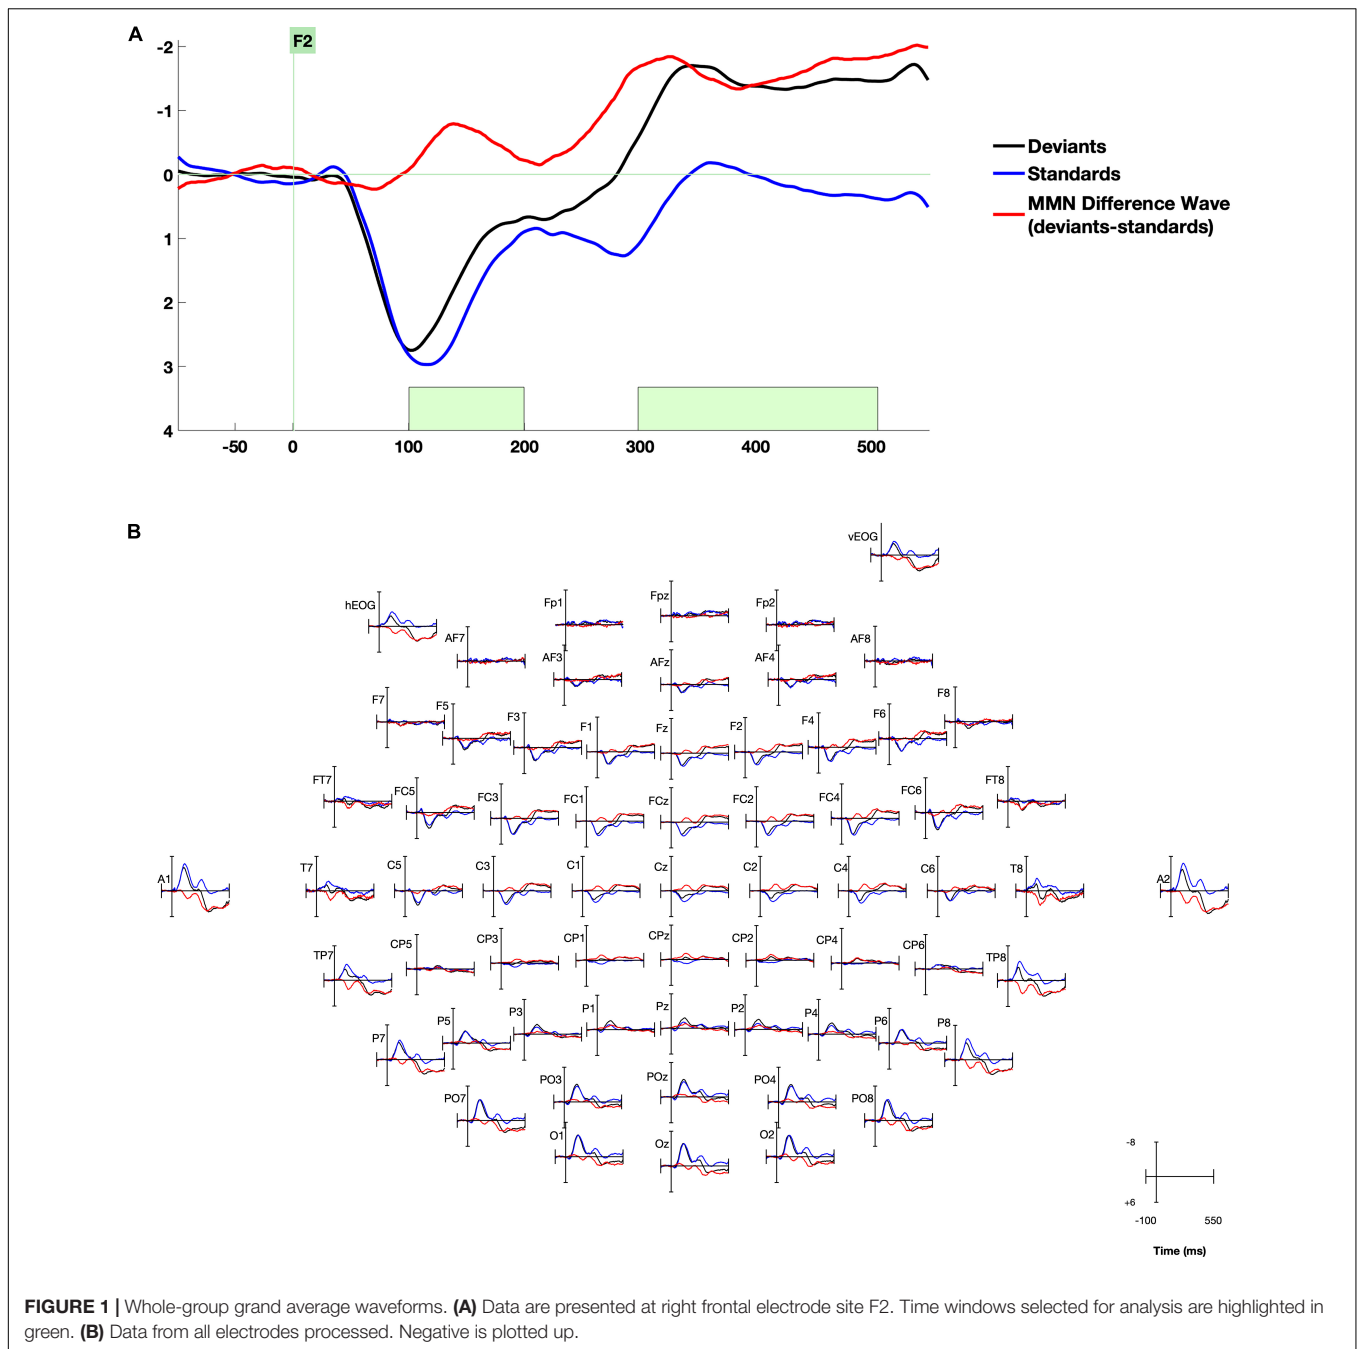 A
F2
-2
-1
0
1
2
3
4
-50 0 100 200 300 400 500
Deviants
Standards
MMN Difference Wave
(deviants-standards)
B
vEOG
hEOG Fp1 Fpz Fp2
AF7 AF3 AFz AF4 AF8
F7 F5 F3 F1 Fz F2 F4 F6 F8
FT7 FC5 FC3 FC1 FCz FC2 FC4 FC6 FT8
A1 T7 C5 C3 C1 Cz C2 C4 C6 T8 A2
TP7 CP5 CP3 CP1 CPz CP2 CP4 CP6 TP8
P7 P5 P3 P1 Pz P2 P4 P6 P8
PO7 PO3 POz PO4 PO8
O1 Oz O2
-8
+6
-100 550
Time (ms)
FIGURE 1 | Whole-group grand average waveforms. (A) Data are presented at right frontal electrode site F2. Time windows selected for analysis are highlighted in
green. (B) Data from all electrodes processed. Negative is plotted up.